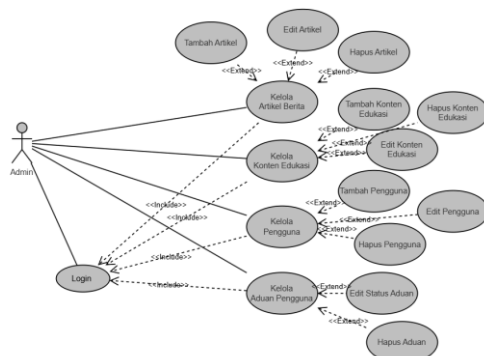 Edit Artikel
Tambah Artikel
Hapus Artikel
<<Extend>>
<<Extend>>
<<Extend>>
Kelola
Artikel Berita
Tambah Konten
Edukasi
Hapus Konten
Edukasi
<<Extend>>
<<Extend>>
<<Extend>>
Edit Konten
Edukasi
Kelola
Konten Edukasi
Admin
Tambah Pengguna
<<Include>>
<<Include>>
<<Extend>>
Edit Pengguna
Kelola
Pengguna
<<Extend>>
<<Extend>>
Hapus Pengguna
<<Include>>
Login
<<Include>>
Kelola
Aduan Pengguna
<<Extend>>
Edit Status Aduan
<<Extend>>
Hapus Aduan